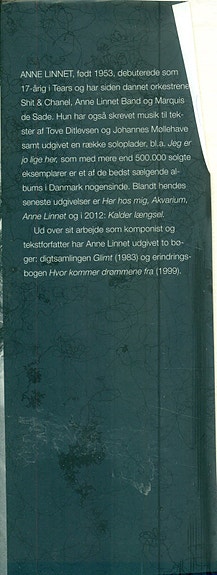 ANNE LINNET, født 1953, debuterede som
17-årig i Tears og har siden dannet orkestrene
Shit & Chanel, Anne Linnet Band og Marquis
de Sade. Hun har også skrevet musik til tek-
ster af Tove Ditlevsen og Johannes Møllehave
samt udgivet en række soloplader, bl.a. Jeg er
jo lige her, som med mere end 500.000 solgte
eksemplarer er et af de bedst sælgende al-
bums i Danmark nogensinde. Blandt hendes
seneste udgivelser er Her hos mig, Akvarium,
Anne Linnet og i 2012: Kalder længsel.
Ud over sit arbejde som komponist og
tekstforfatter har Anne Linnet udgivet to bø-
ger: digtsamlingen Glimt (1983) og erindrings-
bogen Hvor kommer drømmene fra (1999).